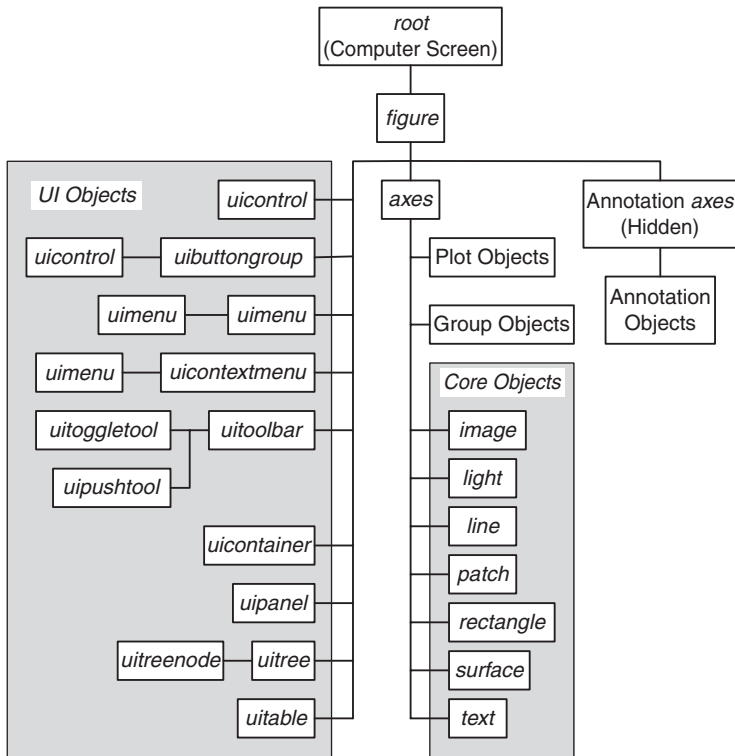 root
(Computer Screen)
figure
UI Objects
uicontrol
axes
Annotation axes
(Hidden)
uicontrol
uibuttongroup
Plot Objects
Annotation
Objects
uimenu
uimenu
Group Objects
uimenu
uicontextmenu
Core Objects
uitoggletool
uitoolbar
image
uipushtool
light
line
uicontainer
patch
uipanel
rectangle
uitreenode
uitree
surface
uitable
text